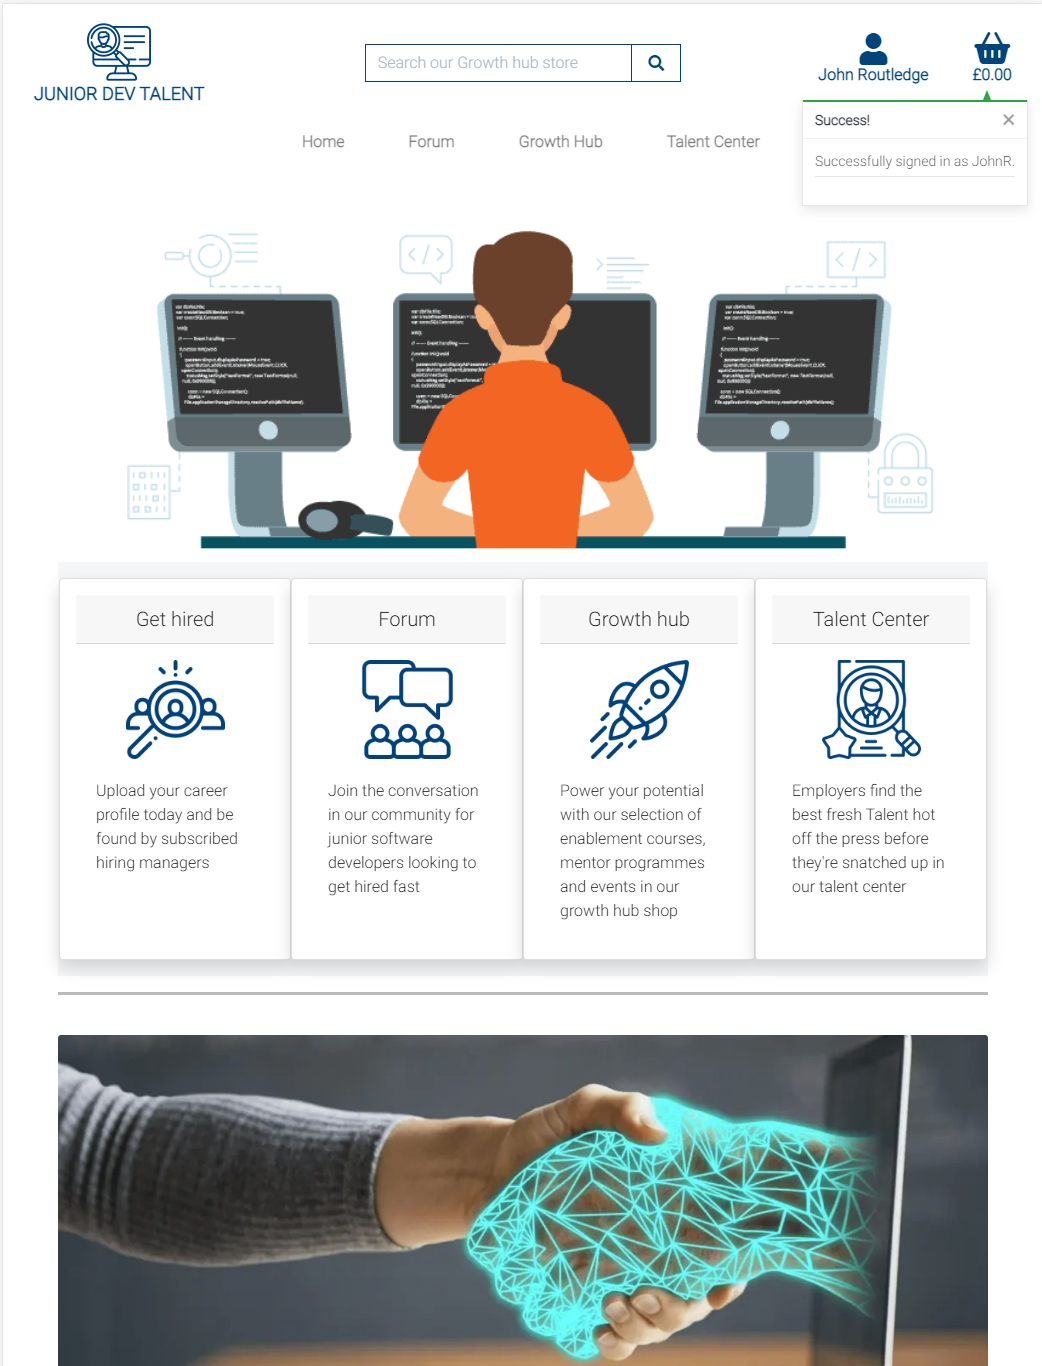 JUNIOR DEV TALENT
Search our Growth hub store
John Routledge
£0.00
Success!
×
Successfully signed in as JohnR.
Home
Forum
Growth Hub
Talent Center
</>
</>
Get hired
Upload your career
profile today and be
found by subscribed
hiring managers
Forum
Join the conversation
in our community for
junior software
developers looking to
get hired fast
Growth hub
Power your potential
with our selection of
enablement courses,
mentor programmes
and events in our
growth hub shop
Talent Center
Employers find the
best fresh Talent hot
off the press before
they're snatched up in
our talent center